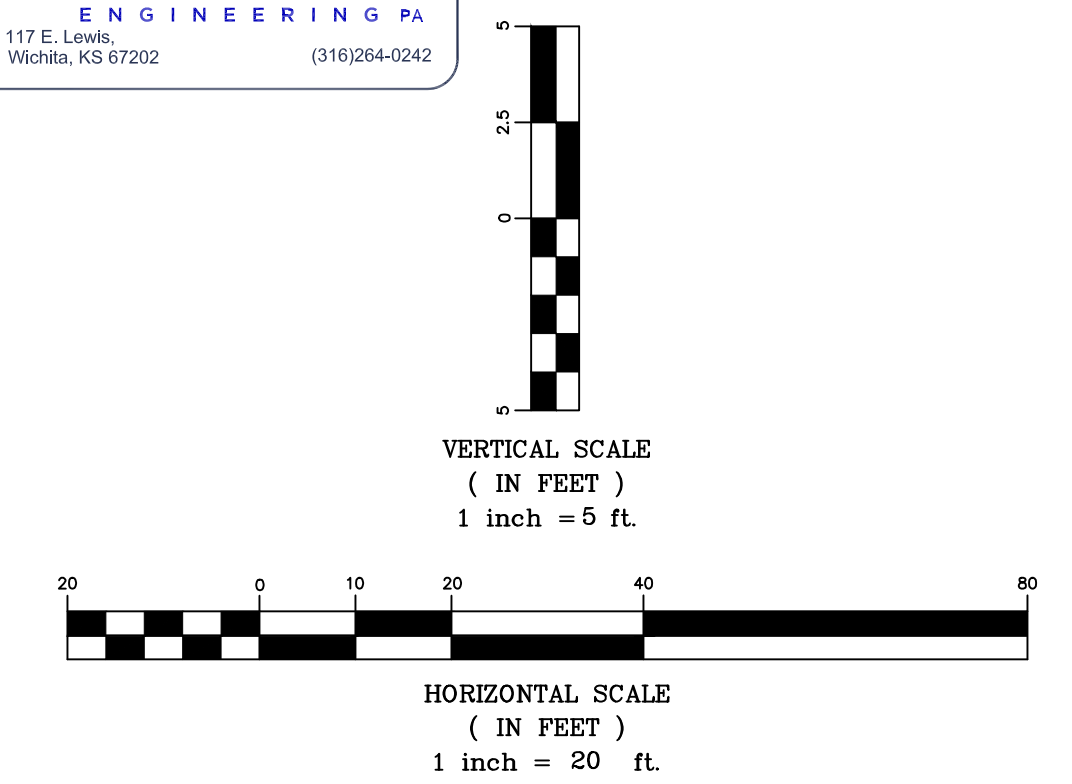 ENGINEERING PA
117 E. Lewis,
Wichita, KS 67202
(316)264-0242
5
2.5
0
5
VERTICAL SCALE
( IN FEET )
1 inch = 5 ft.
20 0 10 20 40 80
HORIZONTAL SCALE
( IN FEET )
1 inch = 20 ft.